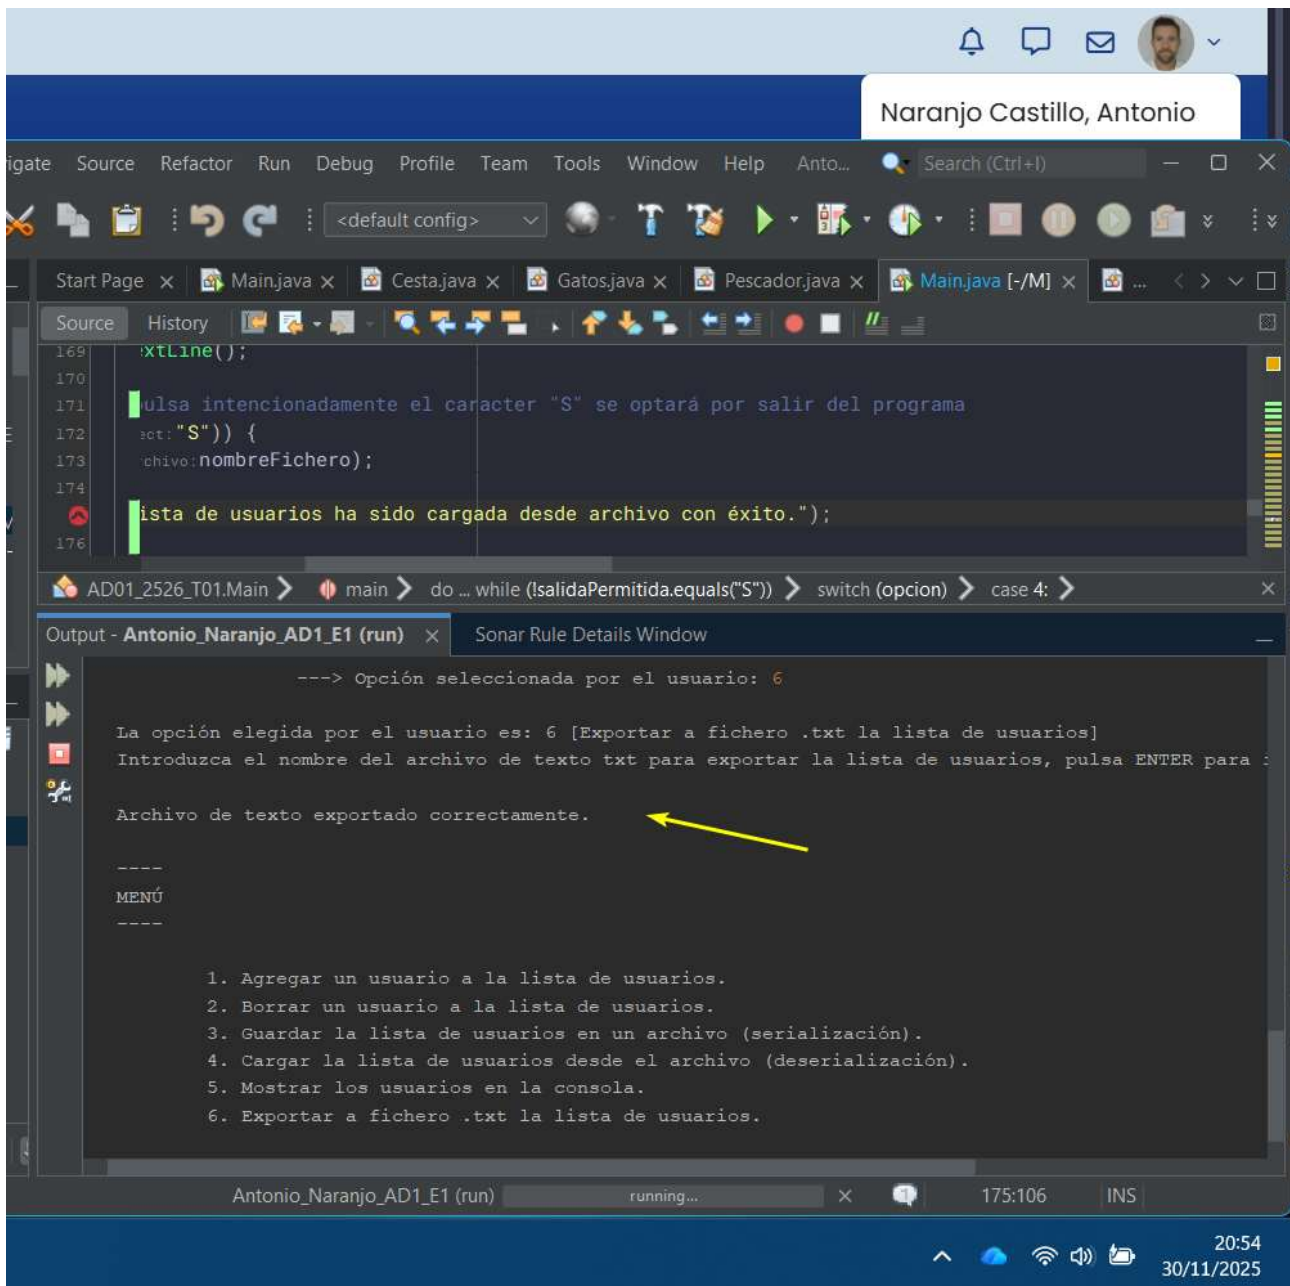 Naranjo Castillo, Antonio
Source Refactor Run Debug Profile Team Tools Window Help Anto... Search (Ctrl+I)
<default config>
Start Page Main.java Cesta.java Gatos.java Pescador.java Main.java [-/M] ...
Source History
169 extLine();
170
171 pulsa intencionadamente el caracter "S" se optará por salir del programa
172 ect: "S")) {
173 chivo: nombreFichero);
174
ista de usuarios ha sido cargada desde archivo con éxito.");
176
AD01_2526_T01.Main main do ... while (!salidaPermitida.equals("S")) switch (opcion) case 4:
Output - Antonio_Naranjo_AD1_E1 (run) Sonar Rule Details Window
---> Opción seleccionada por el usuario: 6
La opción elegida por el usuario es: 6 [Exportar a fichero .txt la lista de usuarios]
Introduzca el nombre del archivo de texto txt para exportar la lista de usuarios, pulsa ENTER para
Archivo de texto exportado correctamente.
----
MENÚ
----
1. Agregar un usuario a la lista de usuarios.
2. Borrar un usuario a la lista de usuarios.
3. Guardar la lista de usuarios en un archivo (serialización).
4. Cargar la lista de usuarios desde el archivo (deserialización).
5. Mostrar los usuarios en la consola.
6. Exportar a fichero .txt la lista de usuarios.
Antonio_Naranjo_AD1_E1 (run) running... 1 175:106 INS
20:54
30/11/2025